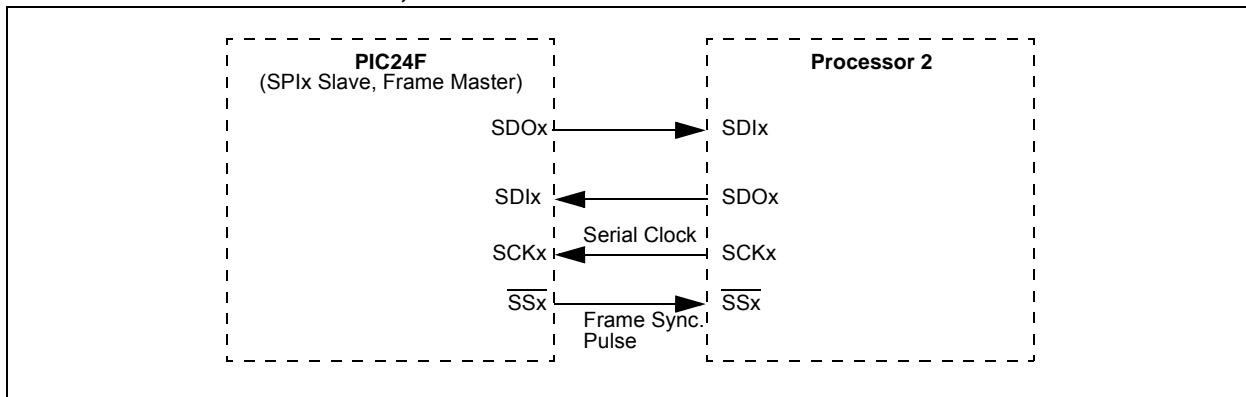 PIC24F
(SPIx Slave, Frame Master)
Processor 2
SDOx
SDIx
SDIx
SDOx
Serial Clock
SCKx
SCKx
SSx
SSx
Frame Sync.
Pulse